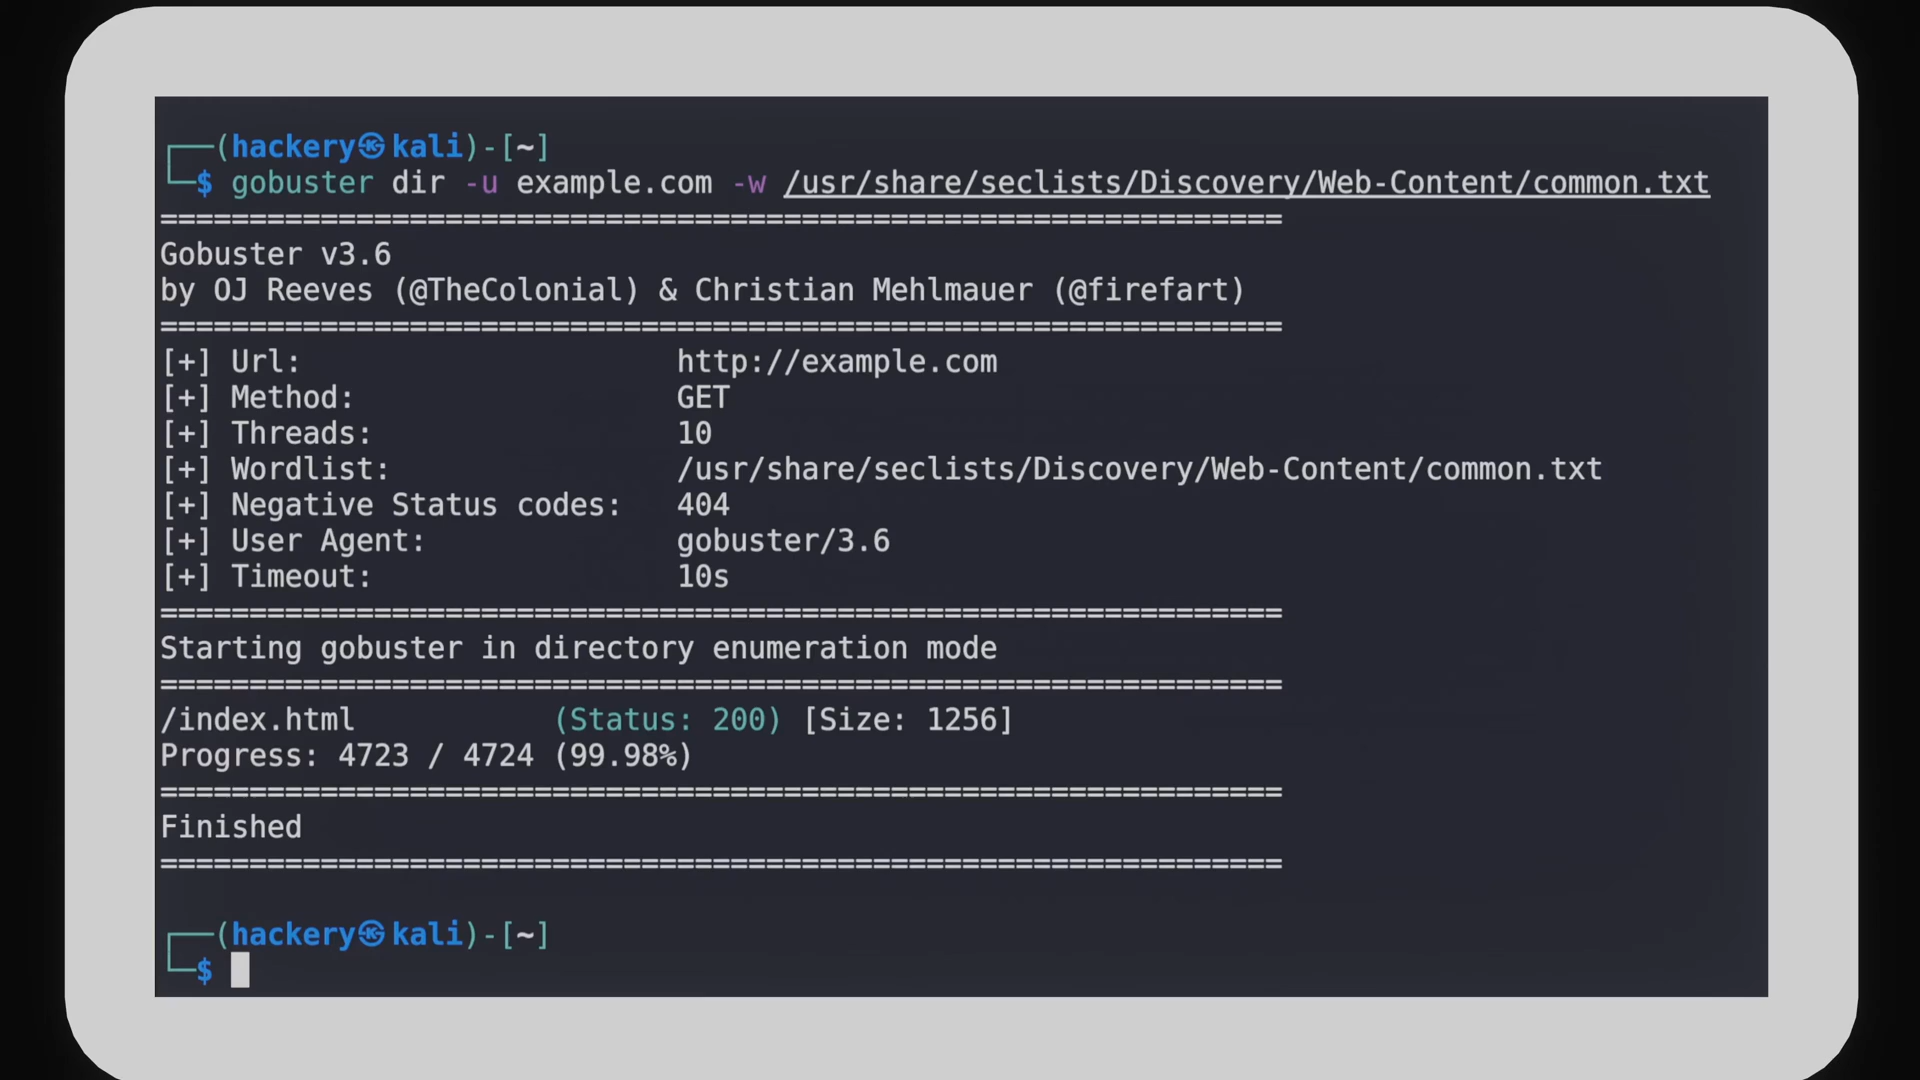 ┌──(hackery㉿kali)-[~]
└─$ gobuster dir -u example.com -w /usr/share/seclists/Discovery/Web-Content/common.txt
===============================================================
Gobuster v3.6
by OJ Reeves (@TheColonial) & Christian Mehlmauer (@firefart)
===============================================================
[+] Url:                     http://example.com
[+] Method:                  GET
[+] Threads:                 10
[+] Wordlist:                /usr/share/seclists/Discovery/Web-Content/common.txt
[+] Negative Status codes:   404
[+] User Agent:              gobuster/3.6
[+] Timeout:                 10s
===============================================================
Starting gobuster in directory enumeration mode
===============================================================
/index.html           (Status: 200) [Size: 1256]
Progress: 4723 / 4724 (99.98%)
===============================================================
Finished
===============================================================
┌──(hackery㉿kali)-[~]
└─$